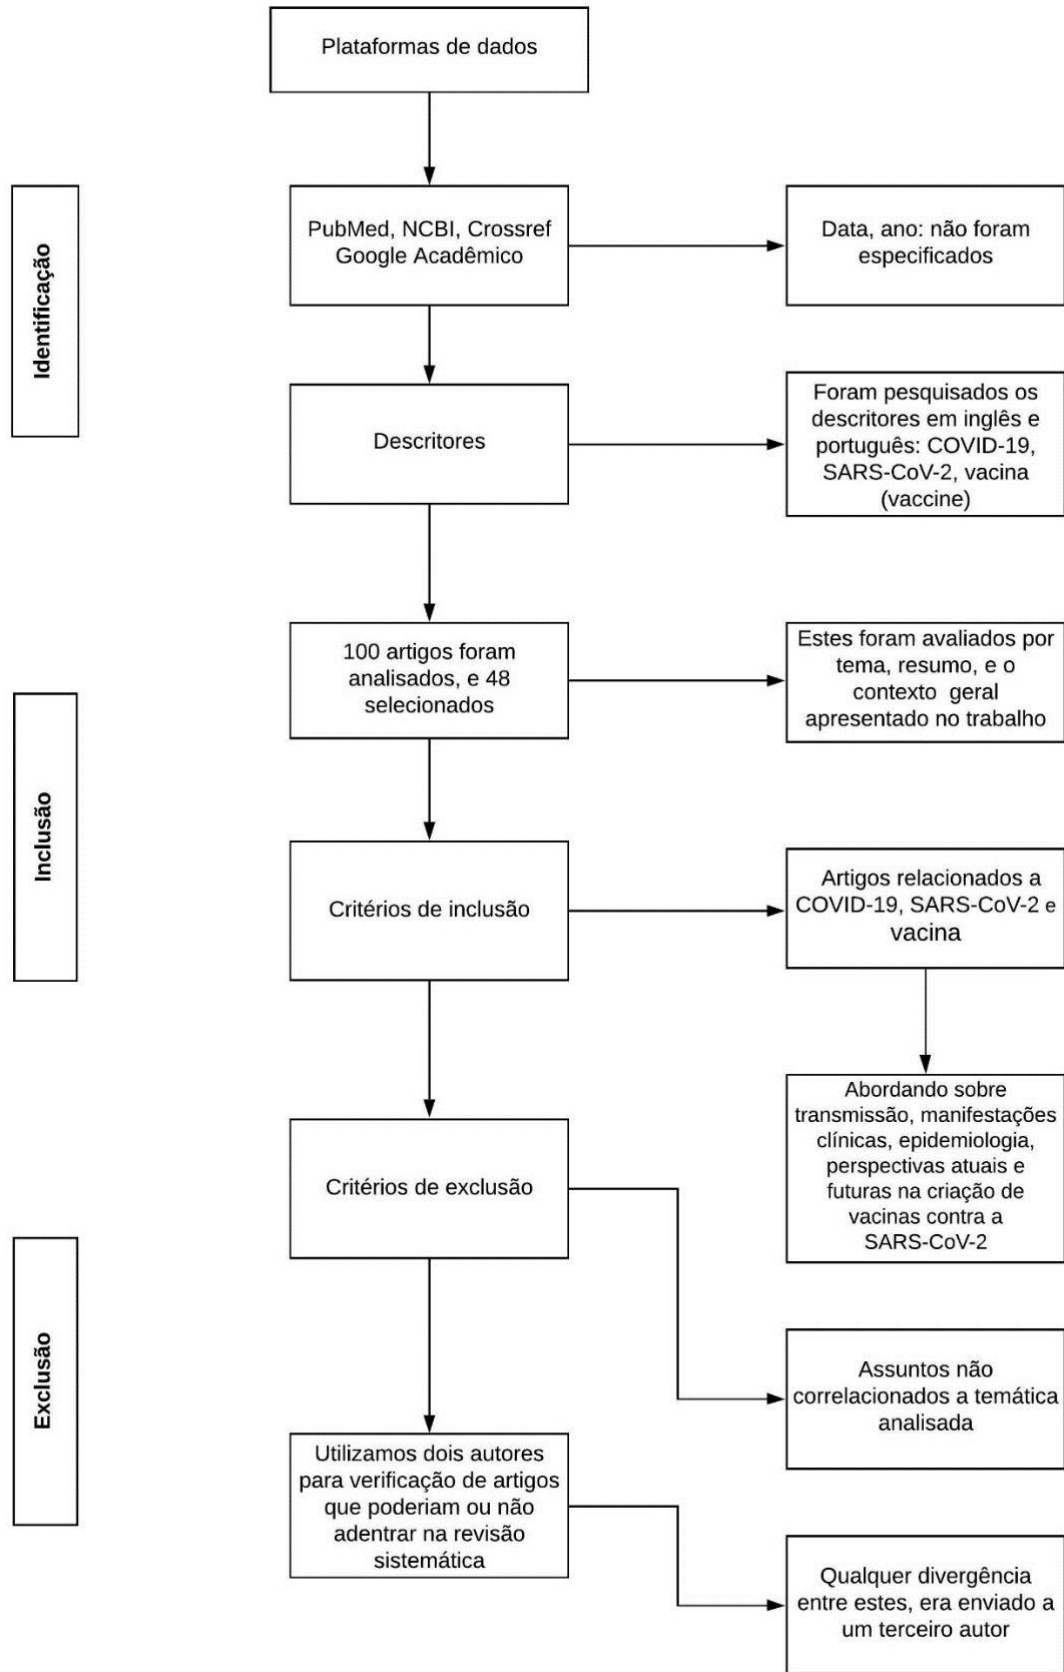 Plataformas de dados
Identificação
PubMed, NCBI, Crossref
Google Acadêmico
Data, ano: não foram
especificados
Descritores
Foram pesquisados os
descritores em inglês e
português: COVID-19,
SARS-CoV-2, vacina
(vaccine)
Inclusão
100 artigos foram
analisados, e 48
selecionados
Estes foram avaliados por
tema, resumo, e o
contexto geral
apresentado no trabalho
Critérios de inclusão
Artigos relacionados a
COVID-19, SARS-CoV-2 e
vacina
Abordando sobre
transmissão, manifestações
clínicas, epidemiologia,
perspectivas atuais e
futuras na criação de
vacinas contra a
SARS-CoV-2
Exclusão
Critérios de exclusão
Assuntos não
correlacionados a temática
analisada
Utilizamos dois autores
para verificação de artigos
que poderiam ou não
adentrar na revisão
sistemática
Qualquer divergência
entre estes, era enviado a
um terceiro autor